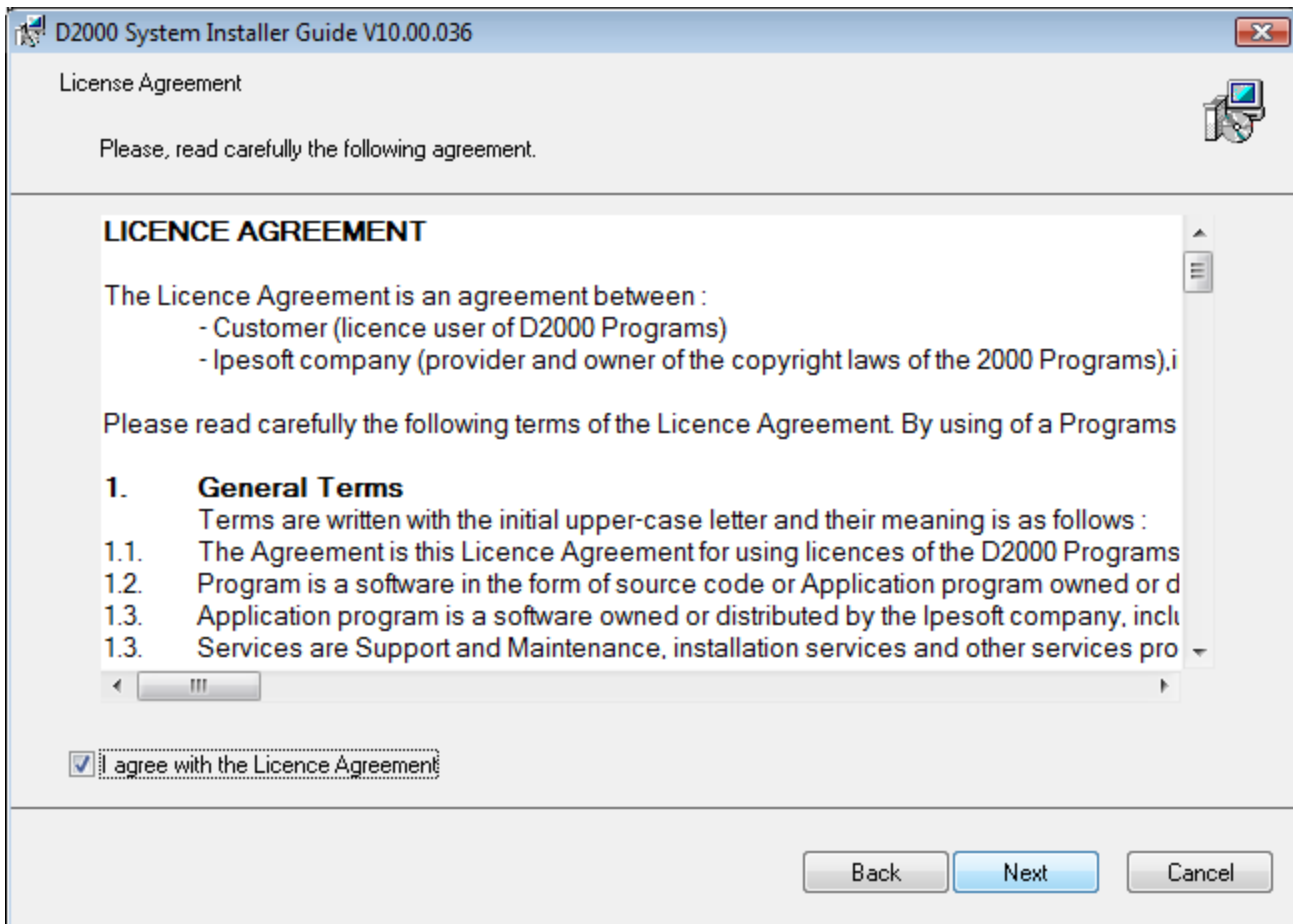 D2000 System Installer Guide V10.00.036
License Agreement
Please, read carefully the following agreement.
LICENCE AGREEMENT
The Licence Agreement is an agreement between :
- Customer (licence user of D2000 Programs)
- Ipesoft company (provider and owner of the copyright laws of the 2000 Programs),i
Please read carefully the following terms of the Licence Agreement. By using of a Programs
1. General Terms
Terms are written with the initial upper-case letter and their meaning is as follows :
1.1. The Agreement is this Licence Agreement for using licences of the D2000 Programs
1.2. Program is a software in the form of source code or Application program owned or d
1.3. Application program is a software owned or distributed by the Ipesoft company, inclu
1.3. Services are Support and Maintenance, installation services and other services pro
I agree with the Licence Agreement
Back Next Cancel